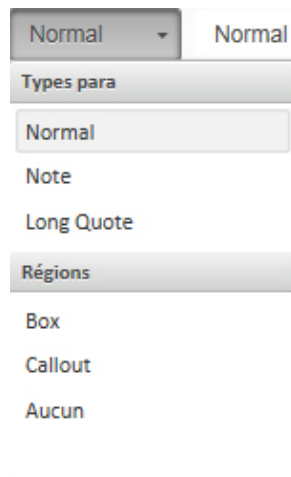 Normal Normal
Types para
Normal
Note
Long Quote
Régions
Box
Callout
Aucun